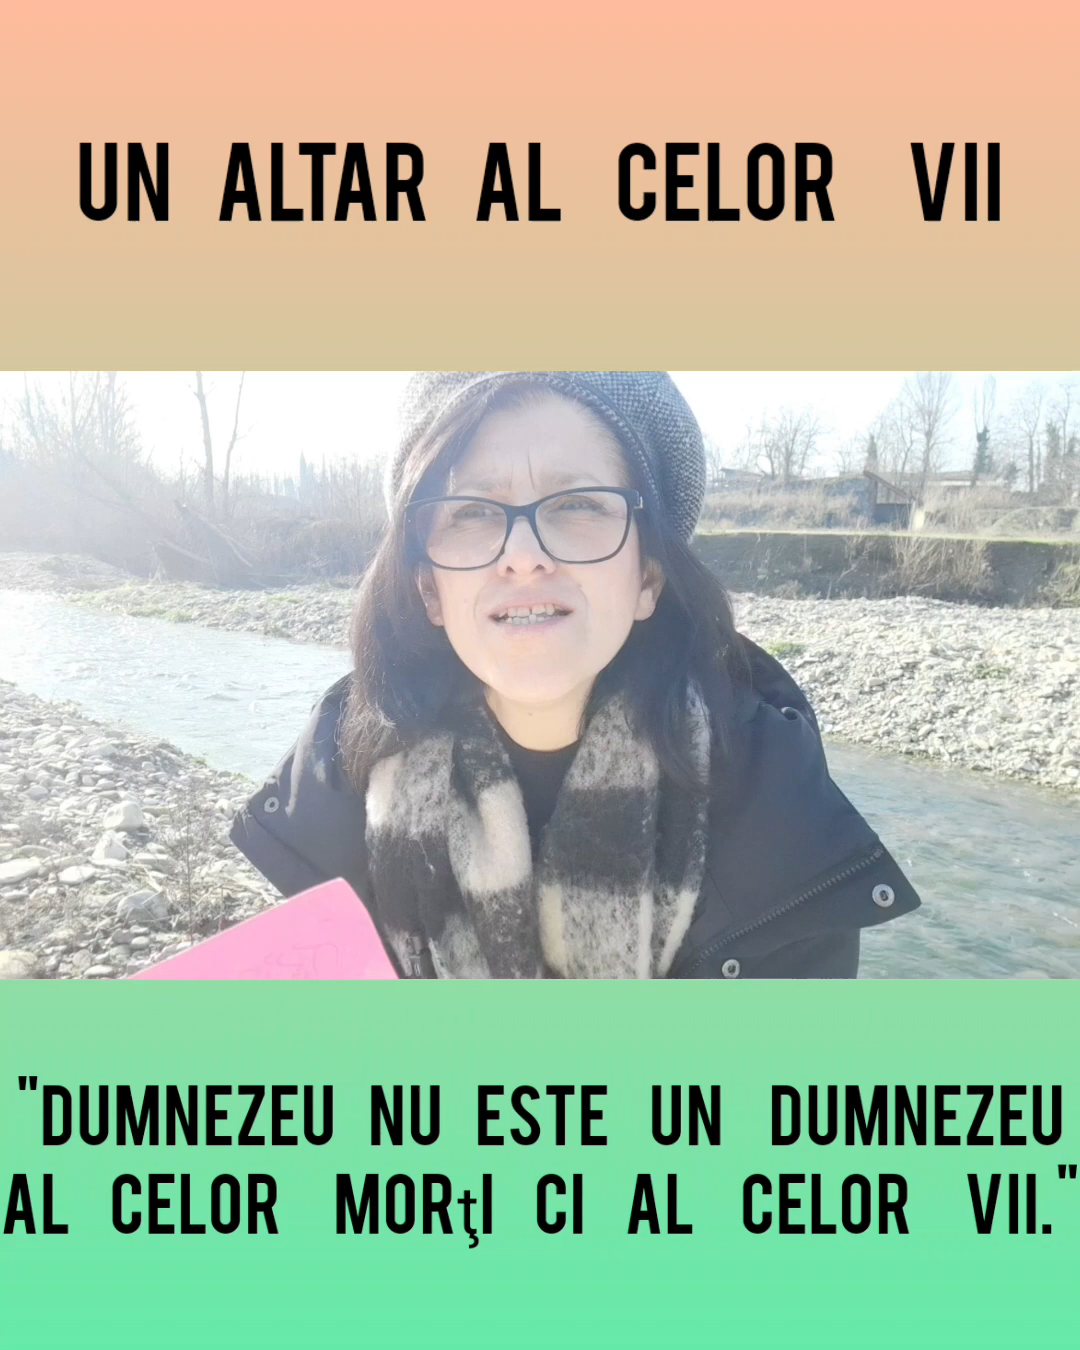 UN ALTAR AL CELOR VII
"DUMNEZEU NU ESTE UN DUMNEZEU
AL CELOR MORţI CI AL CELOR VII."